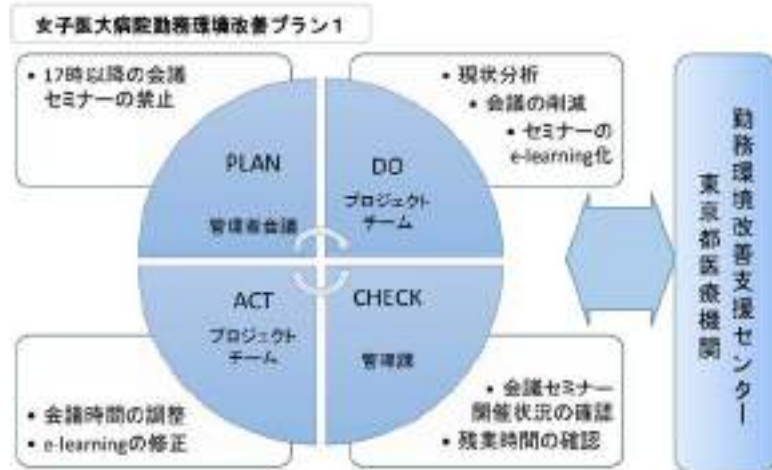 女子医大病院勤務環境改善プラン1
• 17時以降の会議
セミナーの禁止
• 現状分析
• 会議の削減
• セミナーの
e-learning化
PLAN
管理者会議
DO
プロジェクト
チーム
ACT
プロジェクト
チーム
CHECK
管理課
• 会議時間の調整
• e-learningの修正
• 会議セミナー
開催状況の確認
• 残業時間の確認
東京都医療機関
勤務環境改善支援センター